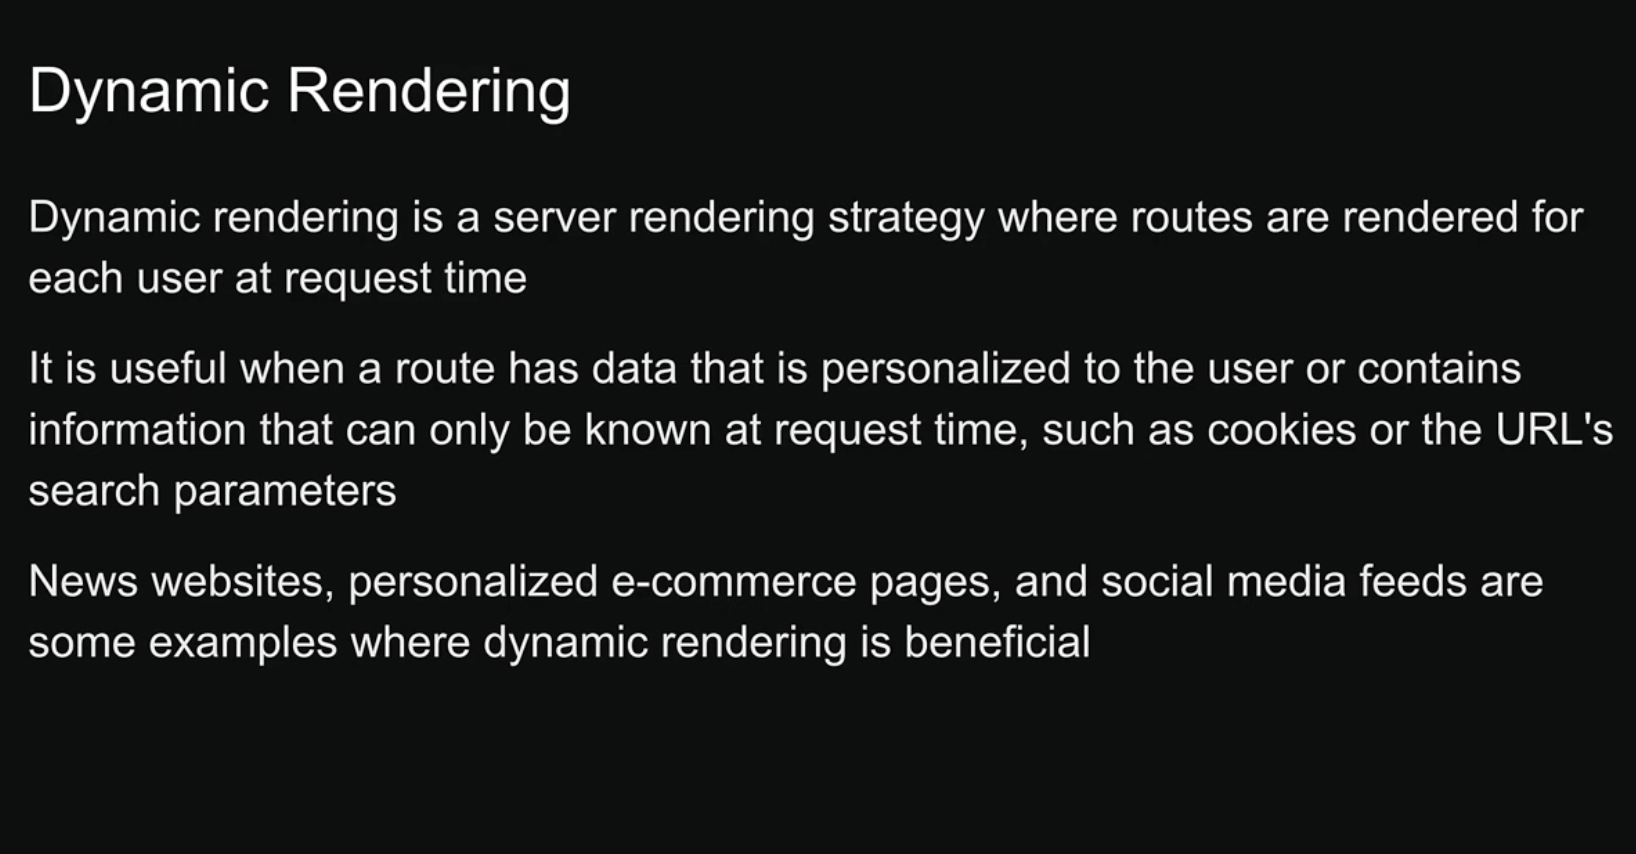 Dynamic Rendering
Dynamic rendering is a server rendering strategy where routes are rendered for
each user at request time
It is useful when a route has data that is personalized to the user or contains
information that can only be known at request time, such as cookies or the URL's
search parameters
News websites, personalized e-commerce pages, and social media feeds are
some examples where dynamic rendering is beneficial